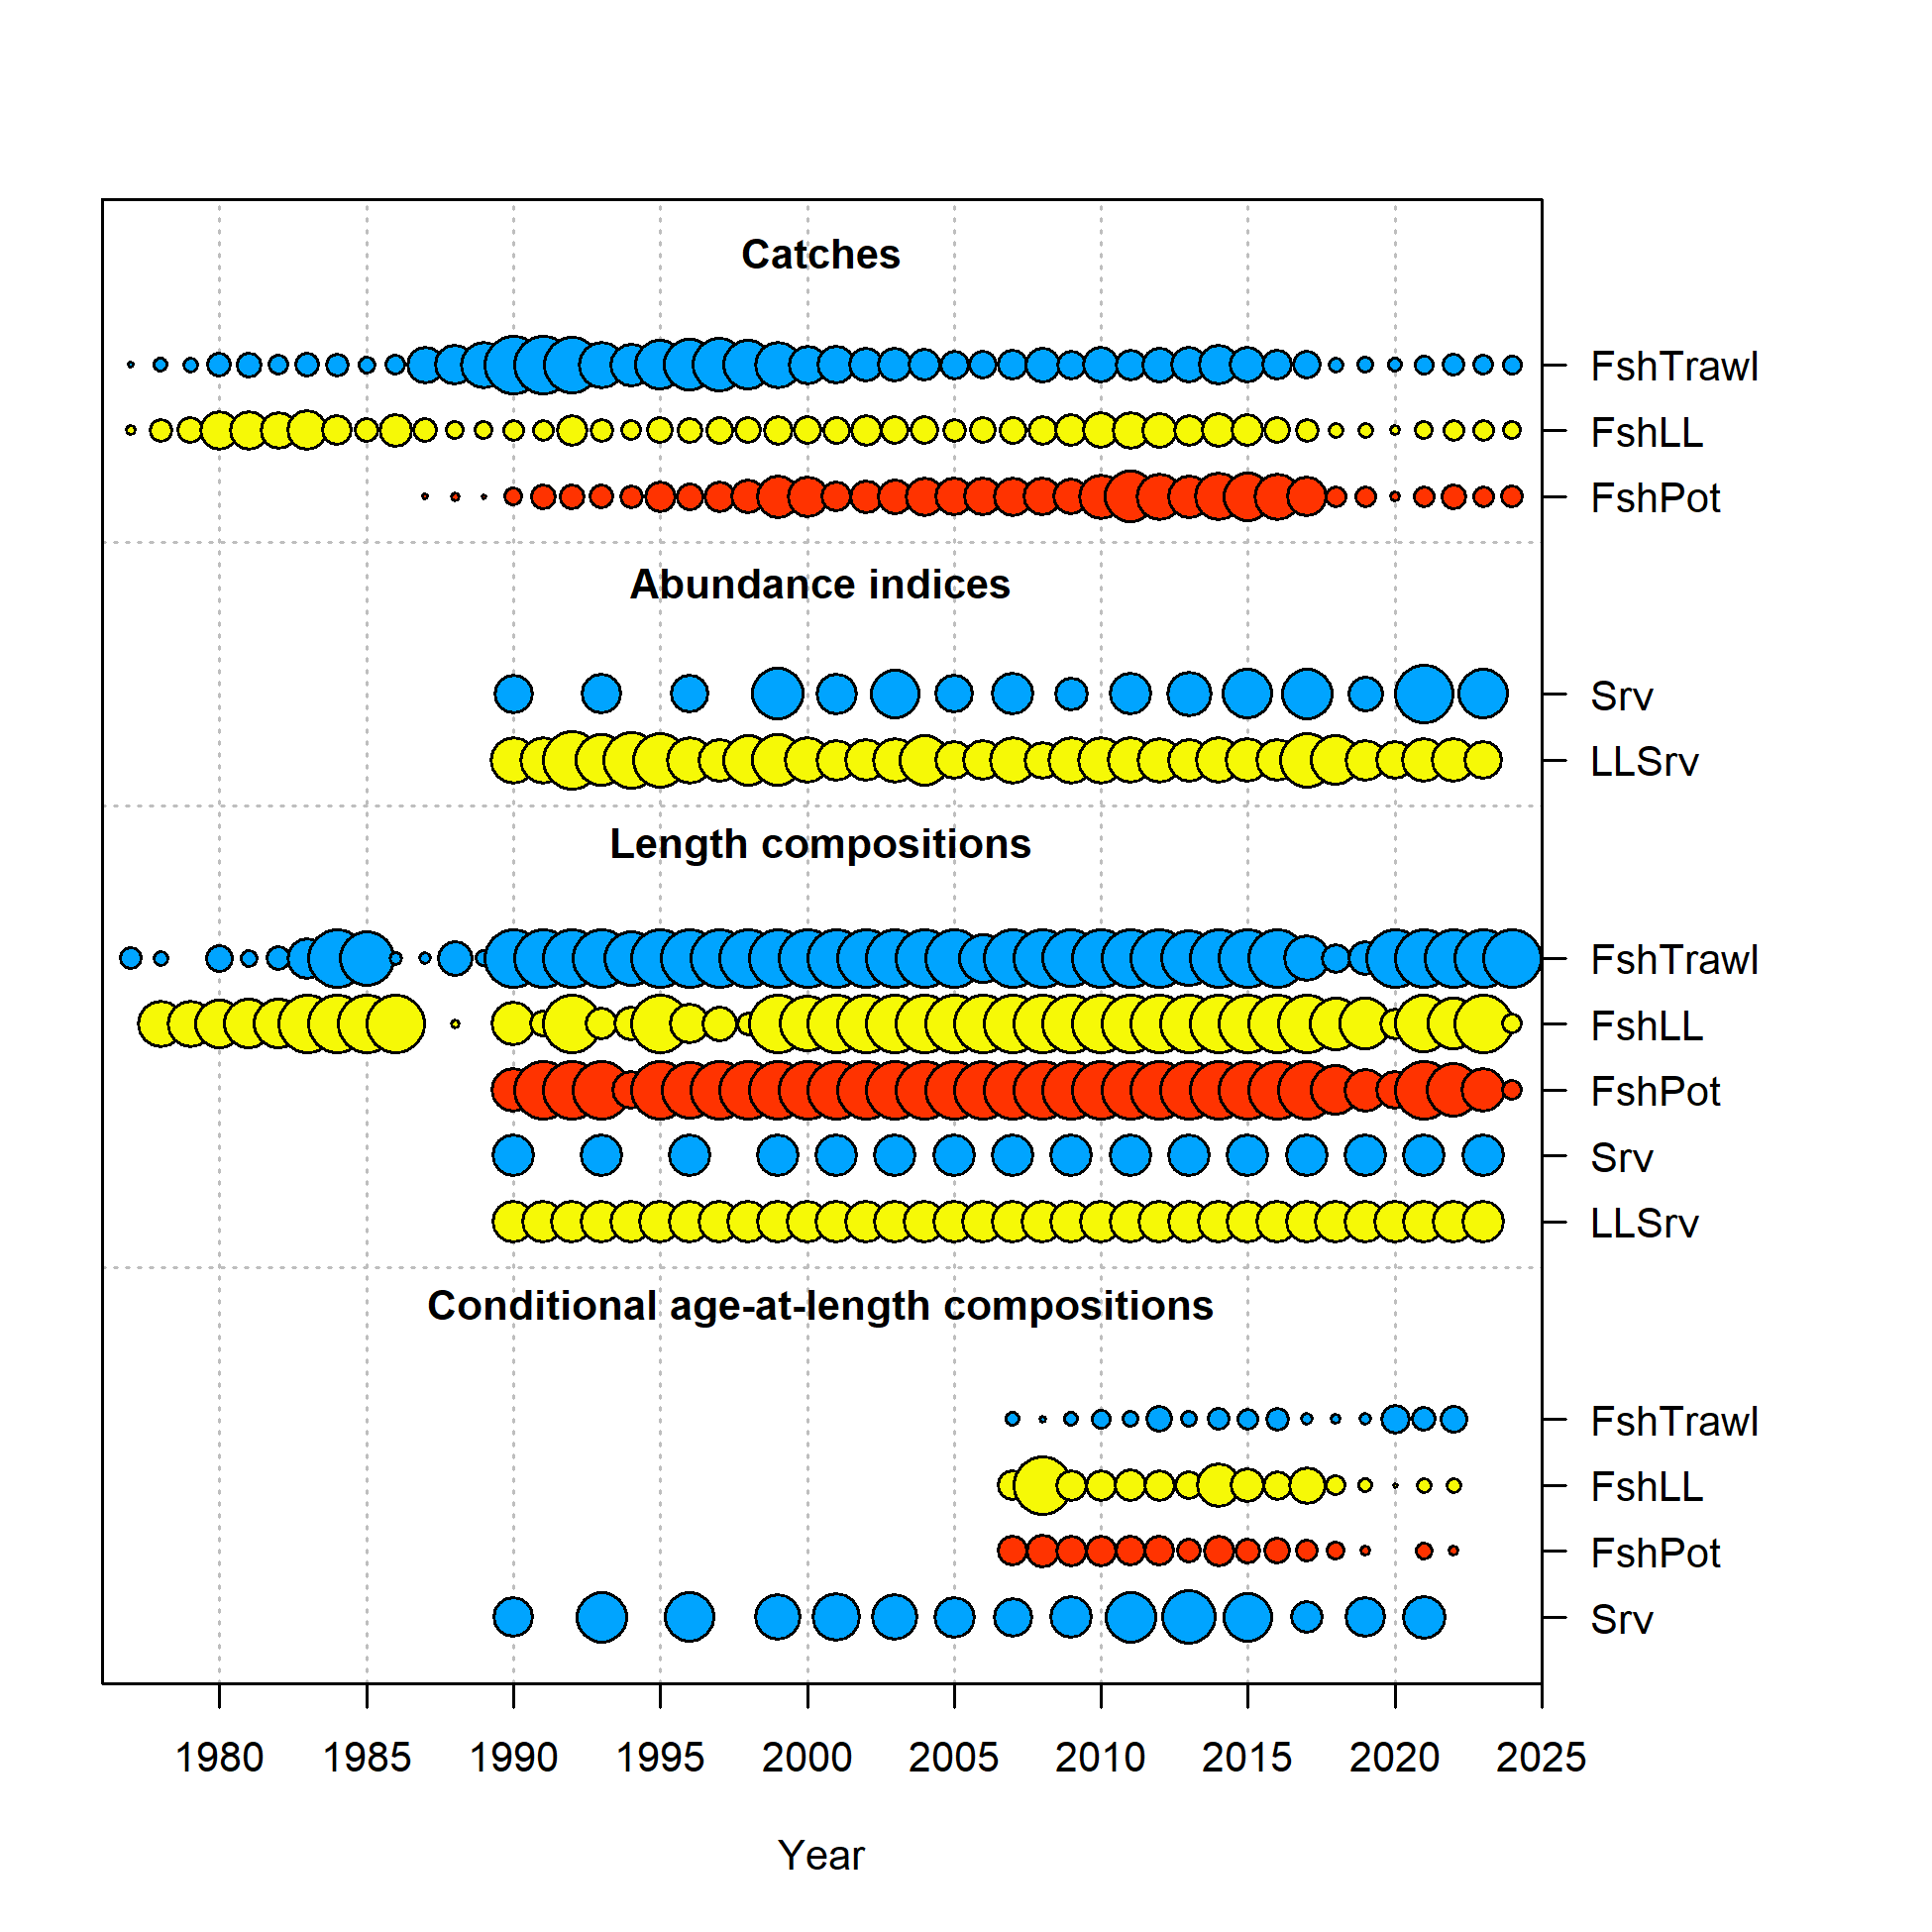 Catches
FshTrawl
FshLL
FshPot
Abundance indices
Srv
LLSrv
Length compositions
FshTrawl
FshLL
FshPot
Srv
LLSrv
Conditional age-at-length compositions
FshTrawl
FshLL
FshPot
Srv
1980 1985 1990 1995 2000 2005 2010 2015 2020 2025
Year